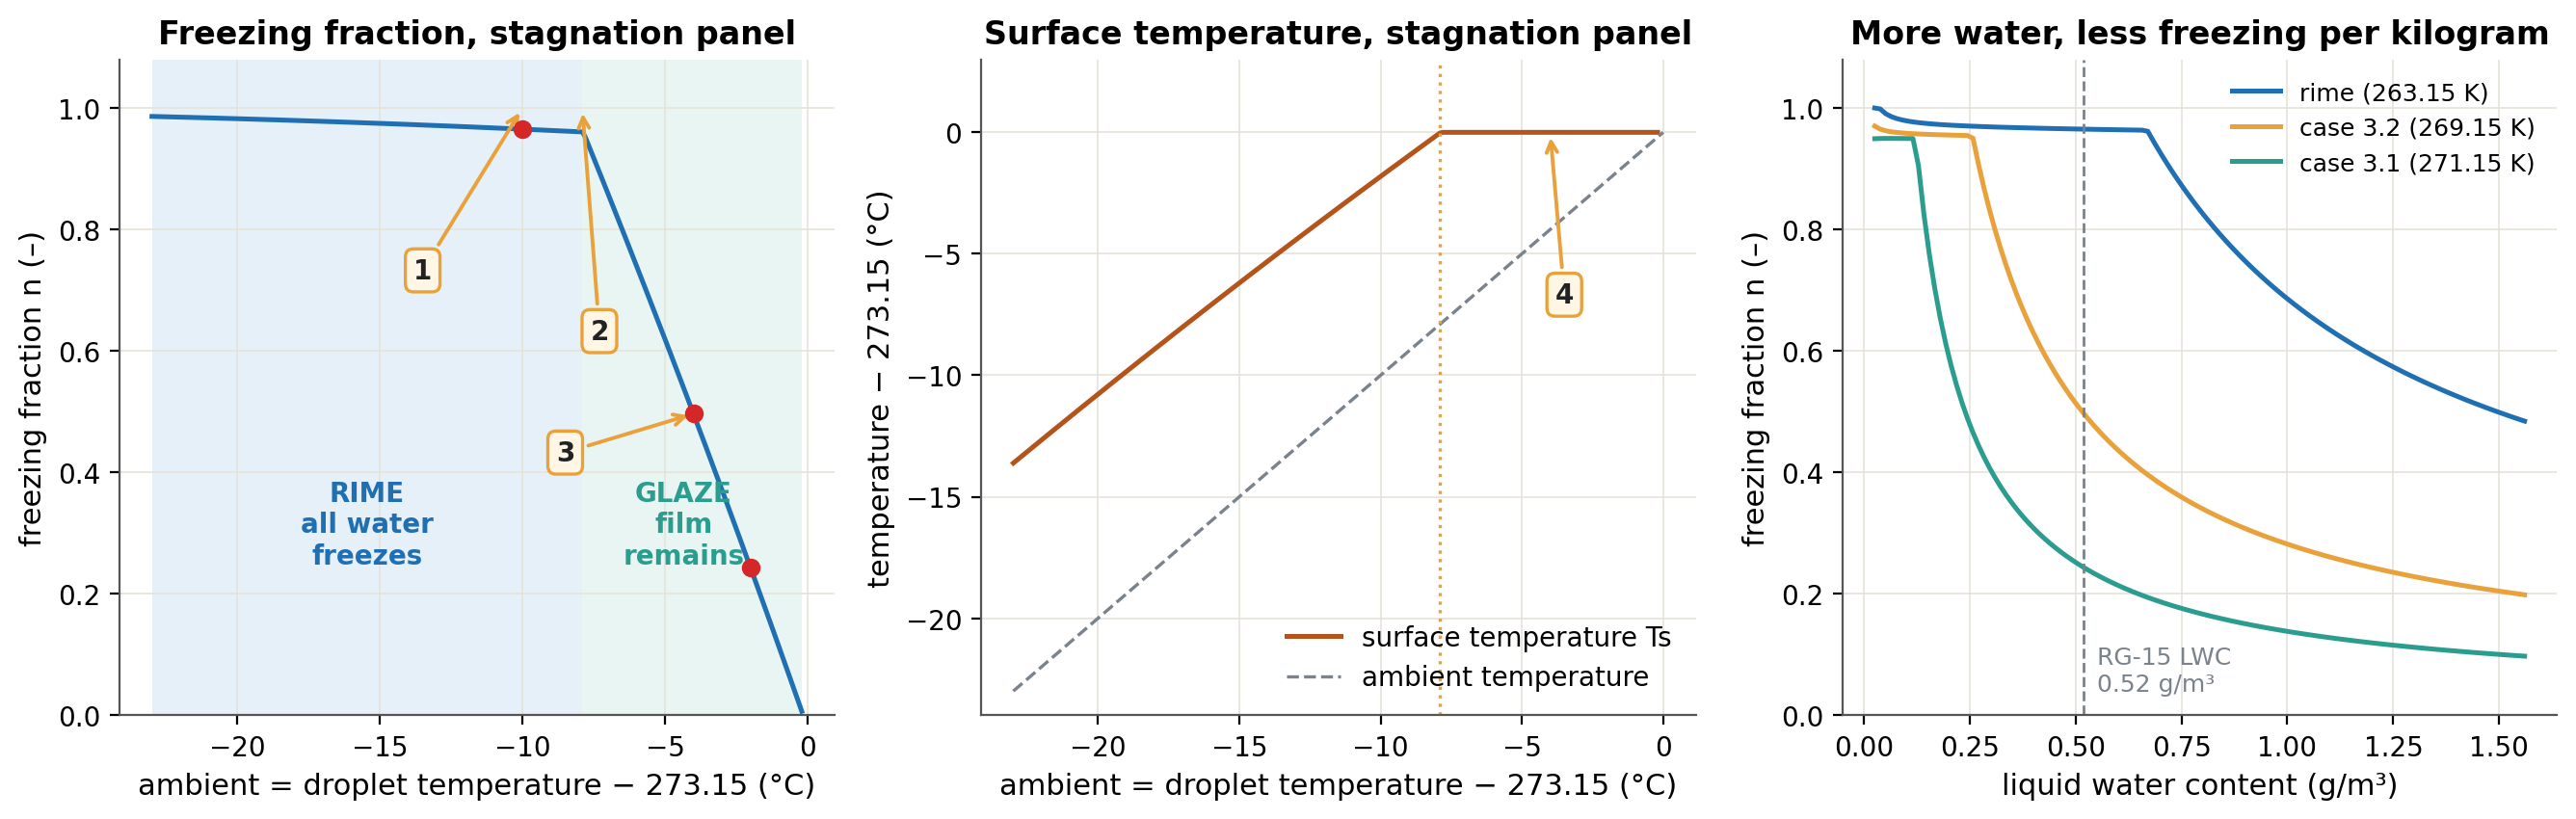 Freezing fraction, stagnation panel
freezing fraction n (–)
1.0
0.8
0.6
0.4
0.2
0.0
1
2
3
RIME
all water
freezes
GLAZE
film
remains
−20
−15
−10
−5
0
ambient = droplet temperature − 273.15 (°C)
Surface temperature, stagnation panel
temperature − 273.15 (°C)
0
−5
−10
−15
−20
4
surface temperature Ts
ambient temperature
−20
−15
−10
−5
0
ambient = droplet temperature − 273.15 (°C)
More water, less freezing per kilogram
freezing fraction n (–)
1.0
0.8
0.6
0.4
0.2
0.0
rime (263.15 K)
case 3.2 (269.15 K)
case 3.1 (271.15 K)
RG-15 LWC
0.52 g/m³
0.00
0.25
0.50
0.75
1.00
1.25
1.50
liquid water content (g/m³)